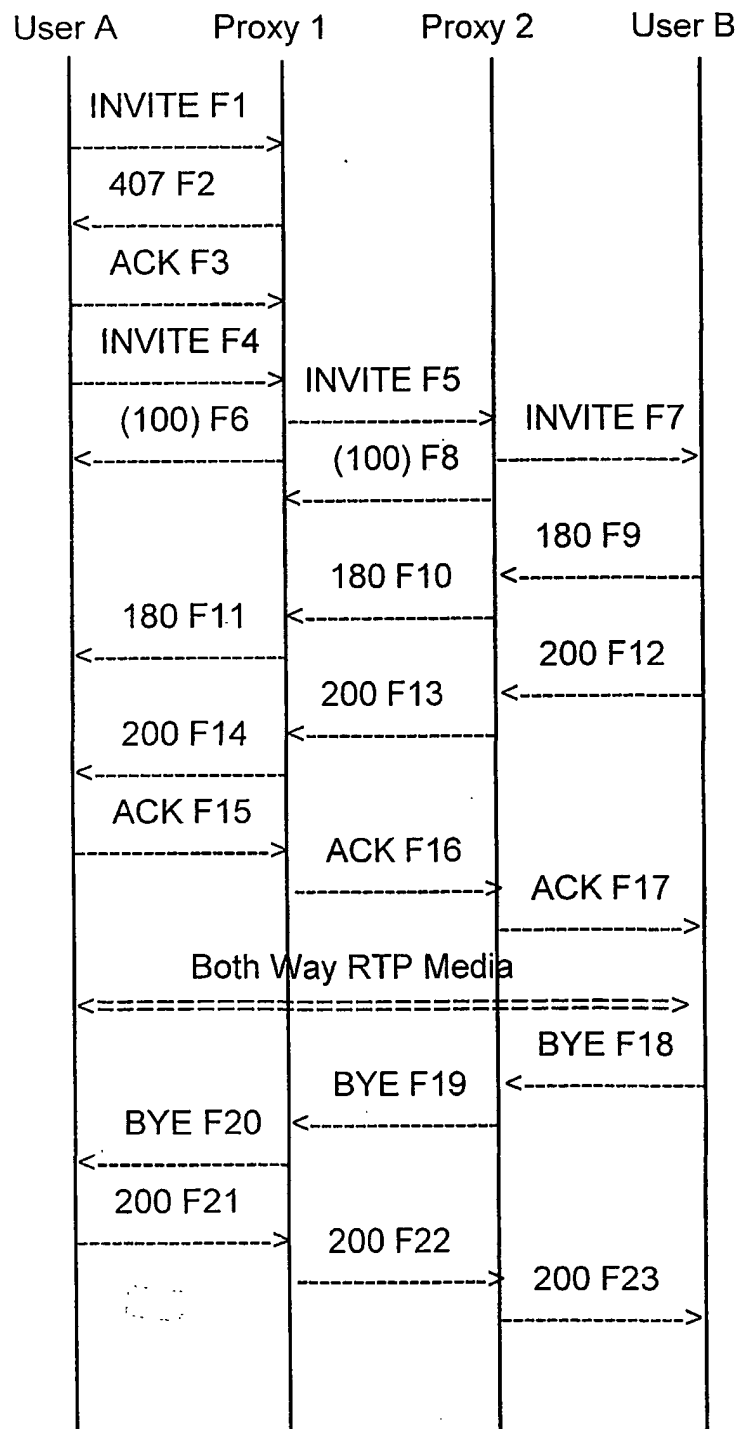 User A Proxy 1 Proxy 2 User B
INVITE F1
407 F2
ACK F3
INVITE F4
INVITE F5
(100) F6
INVITE F7
(100) F8
180 F9
180 F10
180 F11
200 F12
200 F13
200 F14
ACK F15
ACK F16
ACK F17
Both Way RTP Media
BYE F18
BYE F19
BYE F20
200 F21
200 F22
200 F23